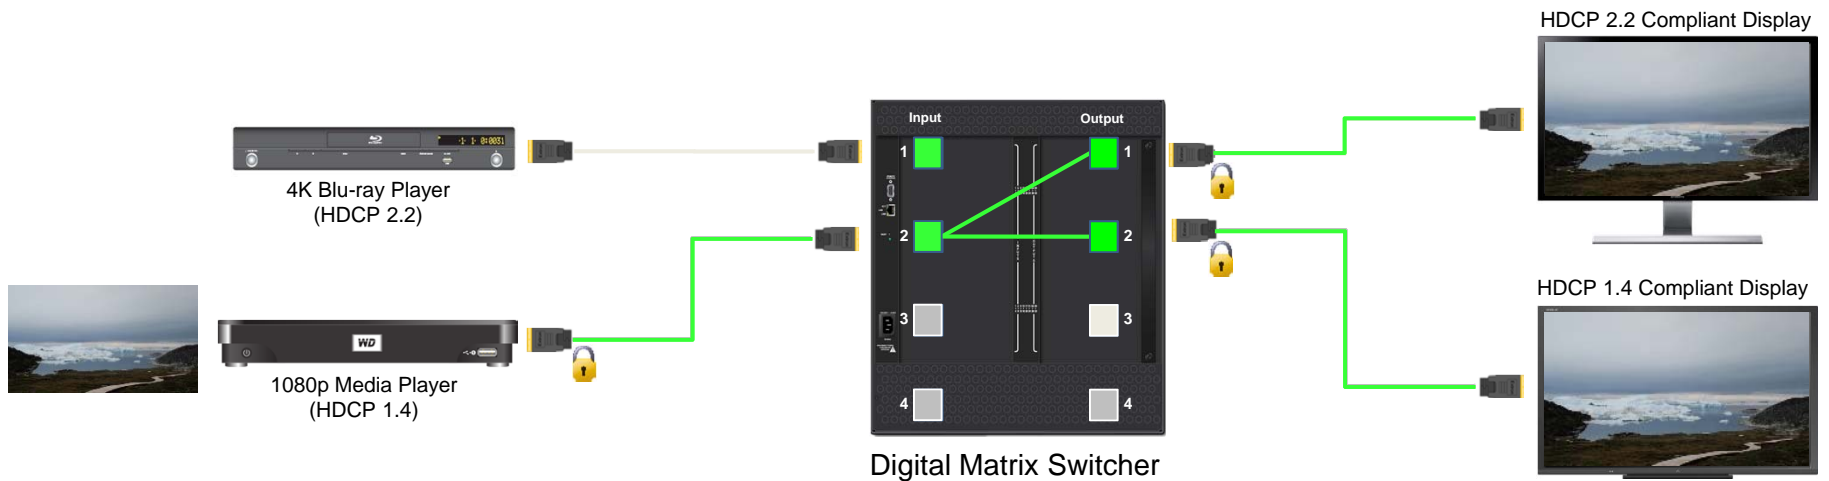 HDCP 2.2 Compliant Display
Input
Output
1
1
4K Blu-ray Player
(HDCP 2.2)
2
2
HDCP 1.4 Compliant Display
3
3
WD
1080p Media Player
(HDCP 1.4)
4
4
Digital Matrix Switcher